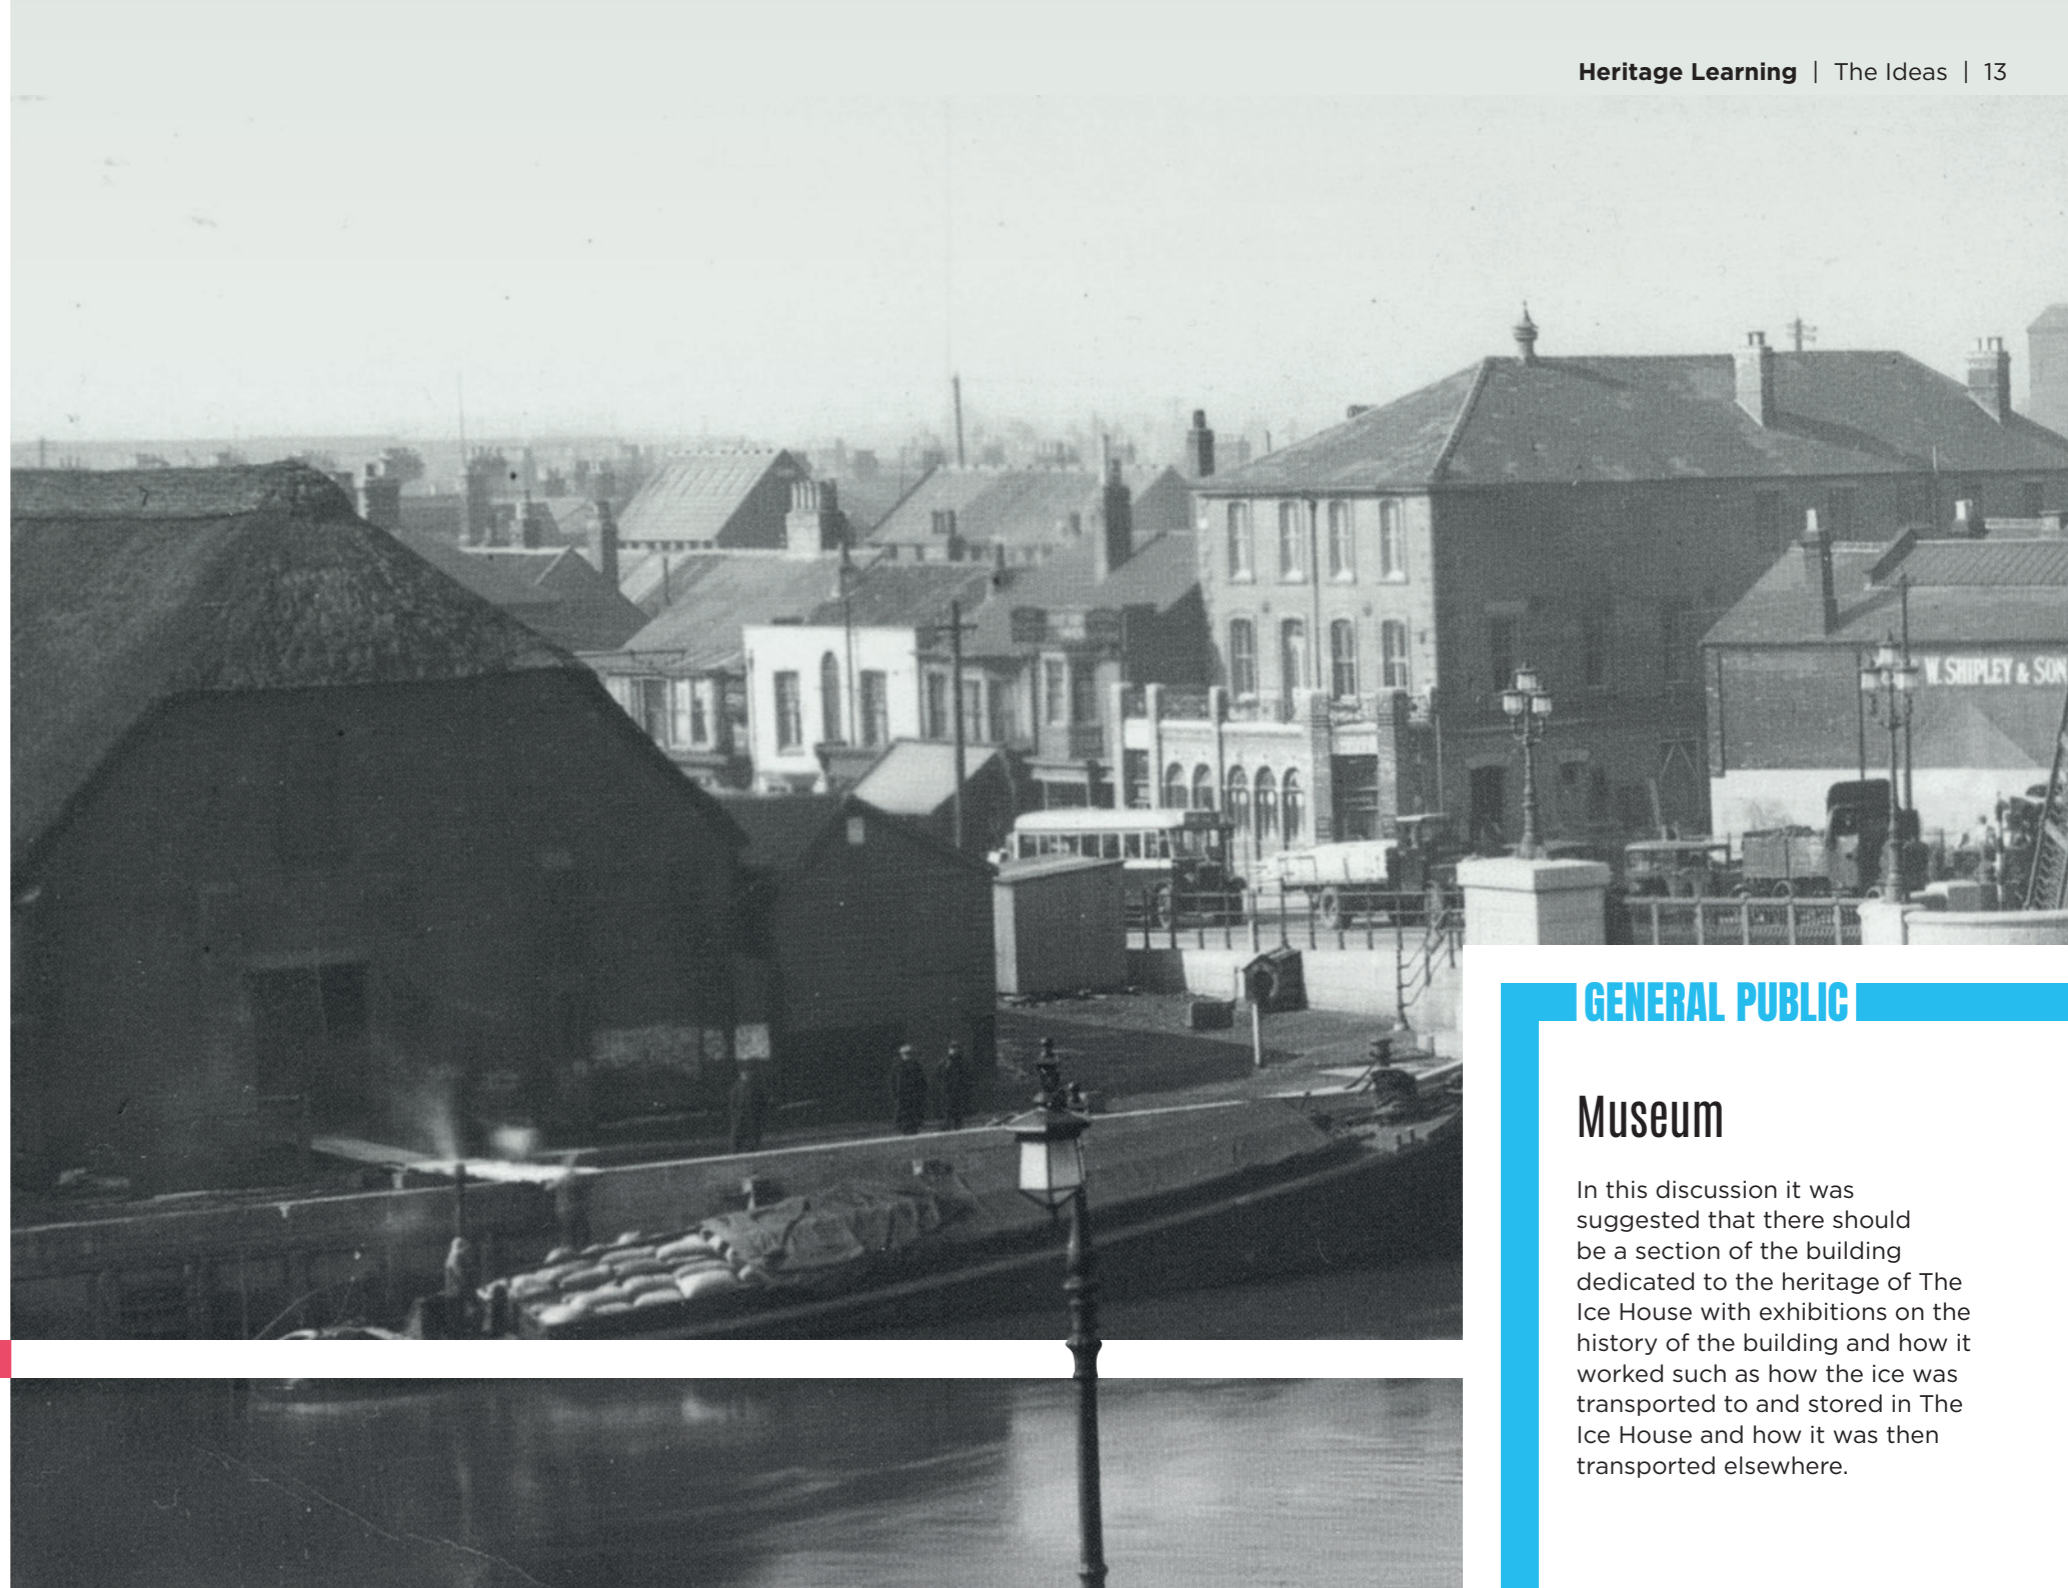 Heritage Learning | The Ideas | 13
W. SHIPLEY & SON
GENERAL PUBLIC
Museum
In this discussion it was
suggested that there should
be a section of the building
dedicated to the heritage of The
Ice House with exhibitions on the
history of the building and how it
worked such as how the ice was
transported to and stored in The
Ice House and how it was then
transported elsewhere.